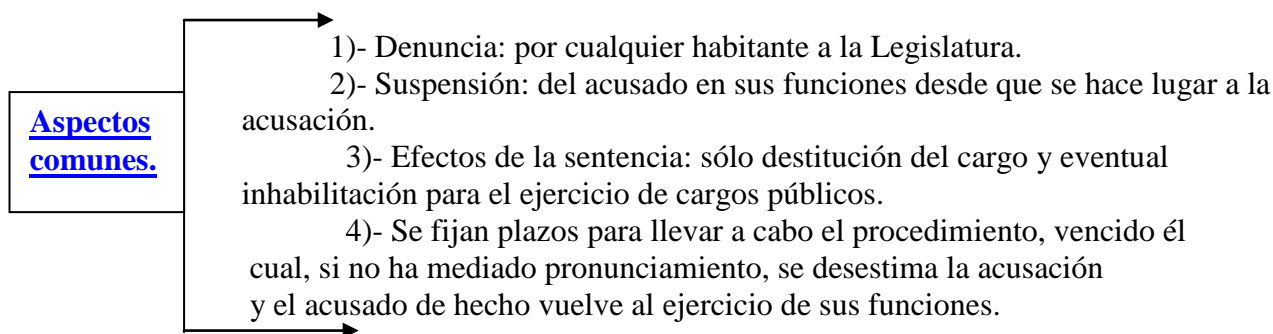 Aspectos
comunes.
1)- Denuncia: por cualquier habitante a la Legislatura.
2)- Suspensión: del acusado en sus funciones desde que se hace lugar a la
acusación.
3)- Efectos de la sentencia: sólo destitución del cargo y eventual
inhabilitación para el ejercicio de cargos públicos.
4)- Se fijan plazos para llevar a cabo el procedimiento, vencido él
cual, si no ha mediado pronunciamiento, se desestima la acusación
y el acusado de hecho vuelve al ejercicio de sus funciones.